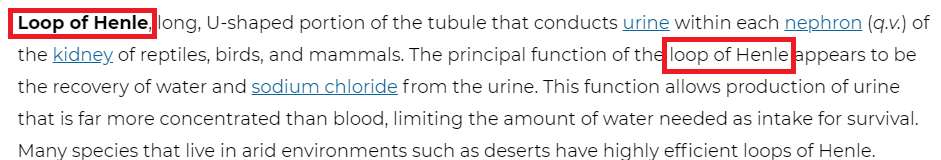 Loop of Henle, long, U-shaped portion of the tubule that conducts urine within each nephron (q.v.) of
the kidney of reptiles, birds, and mammals. The principal function of the loop of Henle appears to be
the recovery of water and sodium chloride from the urine. This function allows production of urine
that is far more concentrated than blood, limiting the amount of water needed as intake for survival.
Many species that live in arid environments such as deserts have highly efficient loops of Henle.